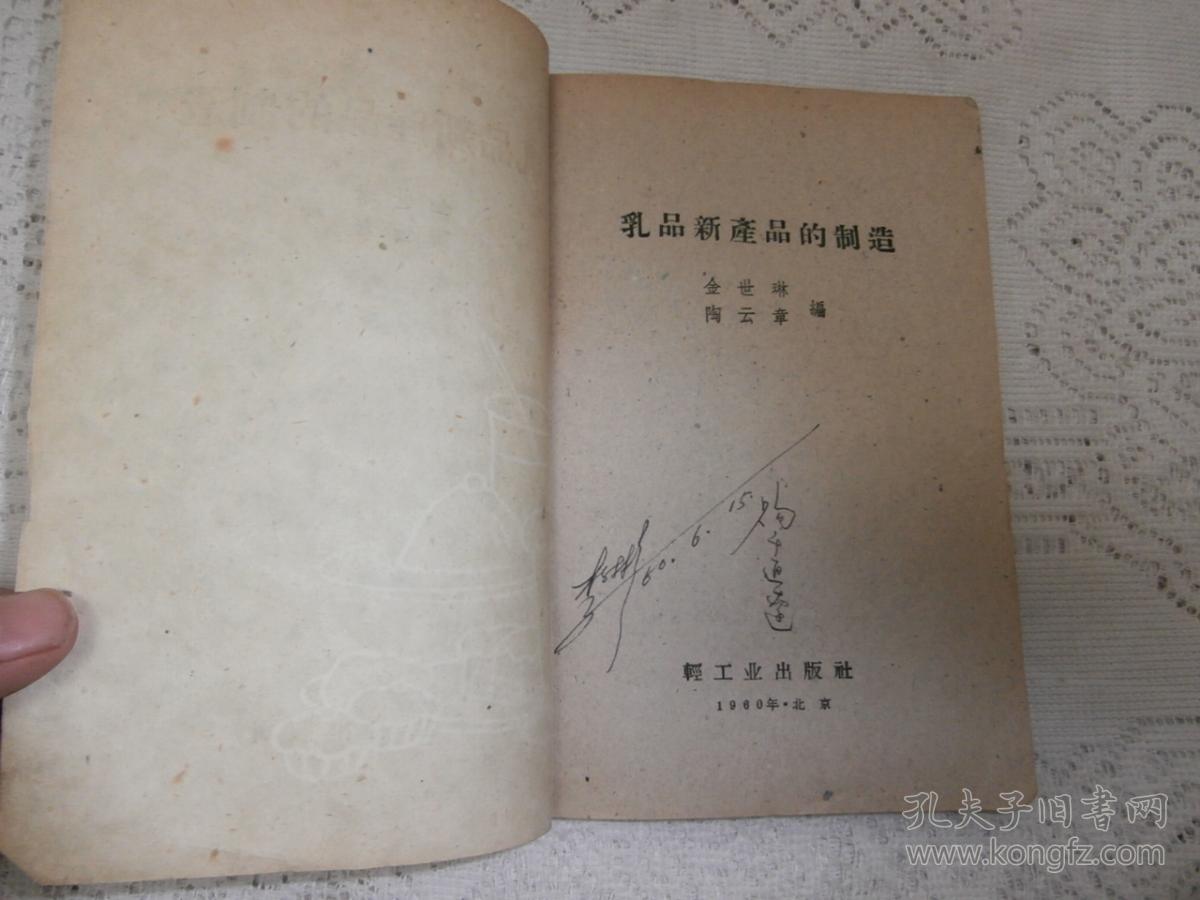 乳品新產品的制造
金世琳
陶云章 編
60. 6. 15
輕工业出版社
1960年·北京
孔夫子旧書网
www.kongfz.com